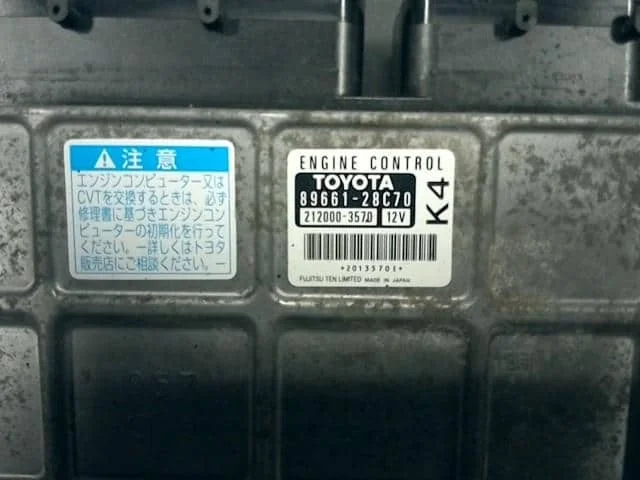 注意
エンジンコンピューター又は
CVTを交換するときは、必ず
修理書に基づきエンジンコン
ピューターの初期化を行って
ください。ー詳しくはトヨタ
販売店にご相談ください。ー
ENGINE CONTROL
TOYOTA
89661-28C70
212000-3570 12V
K4
*20135703*
FUJITSU TEN LIMITED MADE IN JAPAN